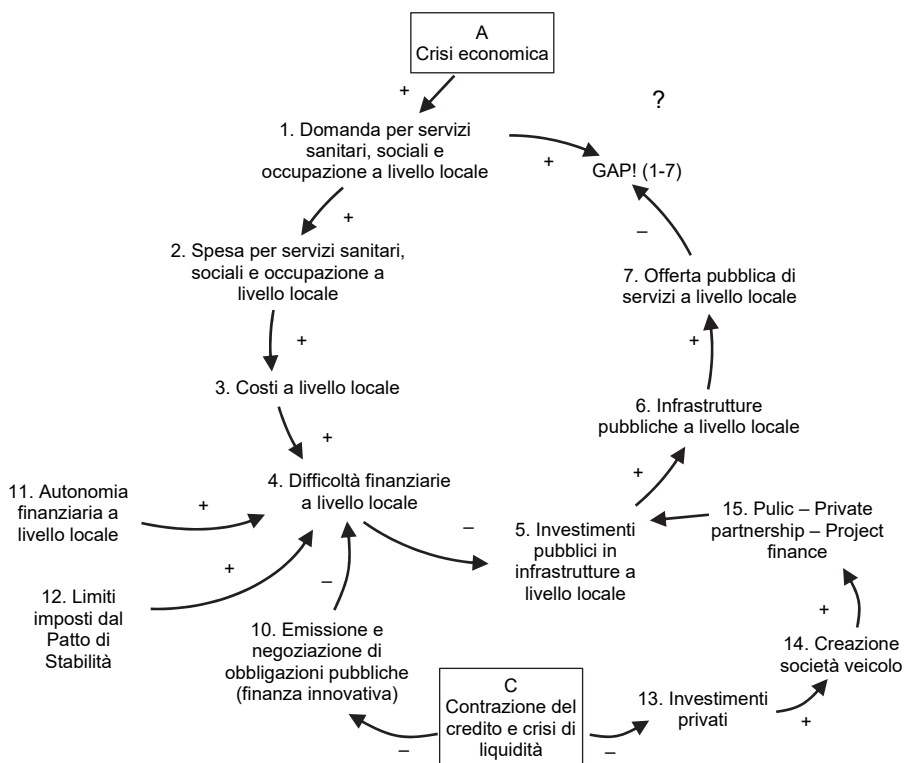 A
Crisi economica
+
?
1. Domanda per servizi
sanitari, sociali e
occupazione a livello locale
+
GAP! (1-7)
+
–
2. Spesa per servizi sanitari,
sociali e occupazione a
livello locale
7. Offerta pubblica di
servizi a livello locale
+
+
3. Costi a livello locale
6. Infrastrutture
pubbliche a livello locale
+
+
4. Difficoltà finanziarie
a livello locale
11. Autonomia
finanziaria a
livello locale
+
–
5. Investimenti
pubblici in
infrastrutture a
livello locale
15. Pulic – Private
partnership – Project
finance
12. Limiti
imposti dal
Patto di
Stabilità
+
–
+
10. Emissione e
negoziazione di
obbligazioni pubbliche
(finanza innovativa)
14. Creazione
società veicolo
C
Contrazione del
credito e crisi di
liquidità
13. Investimenti
privati
+
–
–